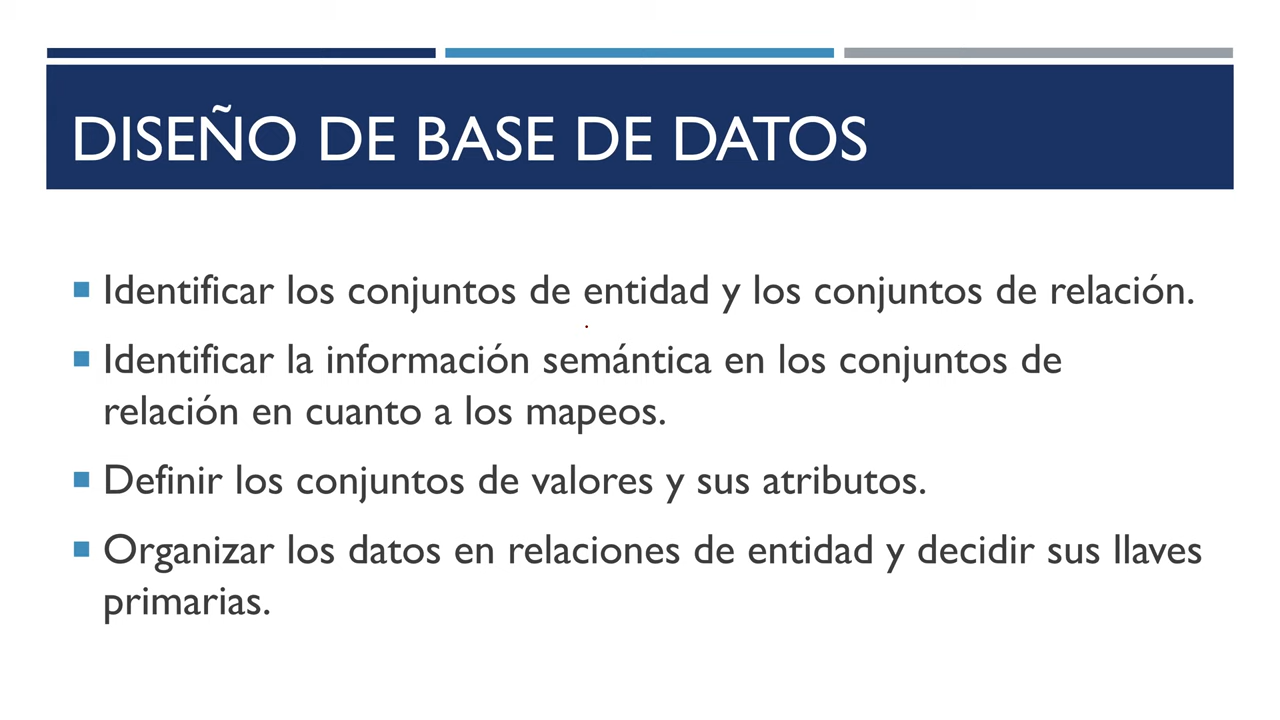 DISEÑO DE BASE DE DATOS
Identificar los conjuntos de entidad y los conjuntos de relación.
Identificar la información semántica en los conjuntos de
relación en cuanto a los mapeos.
Definir los conjuntos de valores y sus atributos.
Organizar los datos en relaciones de entidad y decidir sus llaves
primarias.